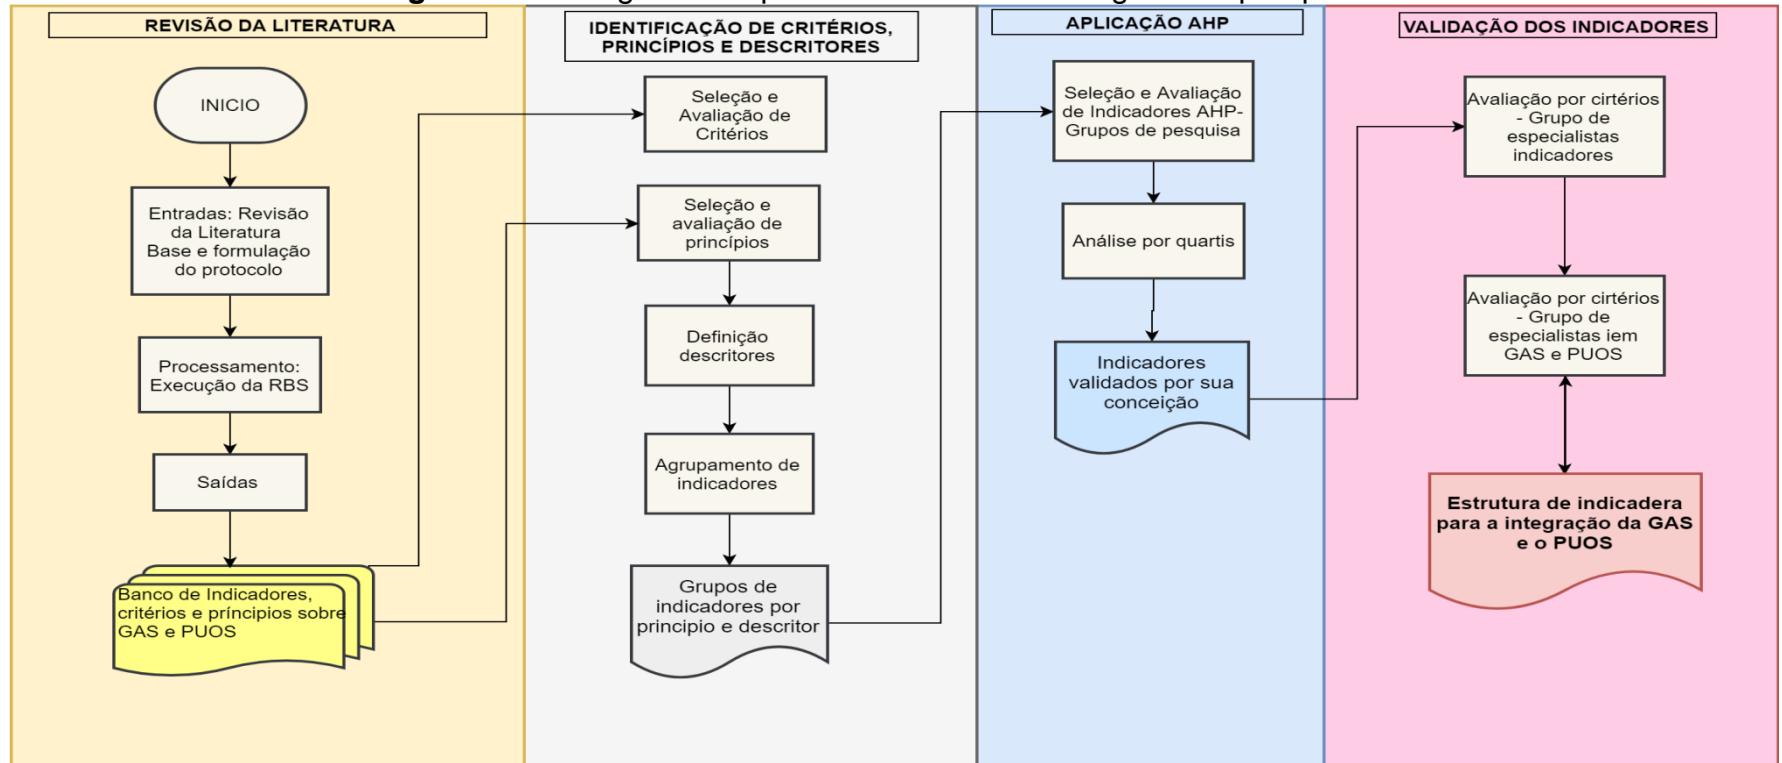 REVISÃO DA LITERATURA
INICIO
Entradas: Revisão
da Literatura
Base e formulação
do protocolo
Processamento:
Execução da RBS
Saídas
Banco de Indicadores,
critérios e príncipios sobre
GAS e PUOS
IDENTIFICAÇÃO DE CRITÉRIOS,
PRINCÍPIOS E DESCRITORES
Seleção e
Avaliação de
Critérios
Seleção e
avaliação de
princípios
Definição
descritores
Agrupamento de
indicadores
Grupos de
indicadores por
principio e descritor
APLICAÇÃO AHP
Seleção e Avaliação
de Indicadores AHP-
Grupos de pesquisa
Análise por quartis
Indicadores
validados por sua
conceição
VALIDAÇÃO DOS INDICADORES
Avaliação por cirtérios
- Grupo de
especialistas
indicadores
Avaliação por cirtérios
- Grupo de
especialistas iem
GAS e PUOS
Estrutura de indicadera
para a integração da GAS
e o PUOS